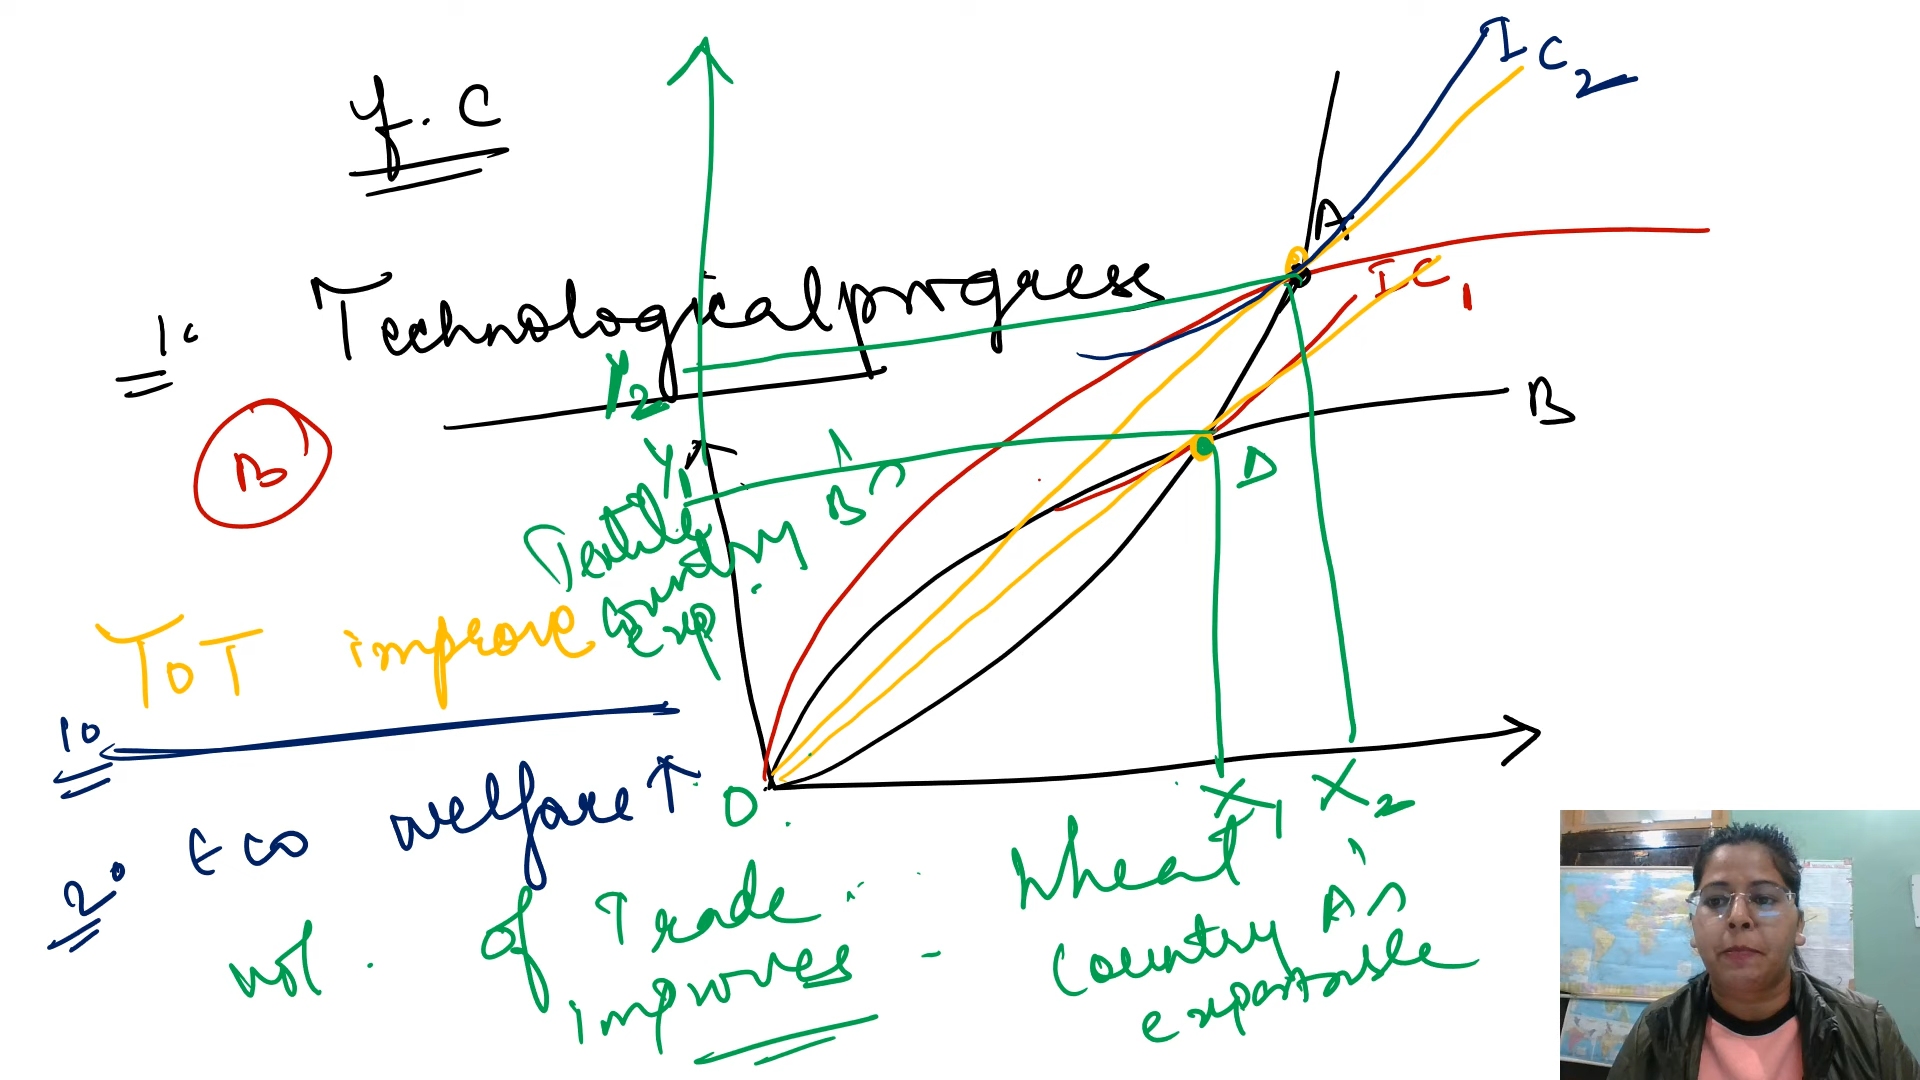 f.C
IC2
A
IC1
1.
Technological progress
B
Y2
Y1
B
D
Textile
Country B's
exp.
ToT improve
1.
Eco welfare ↑
2.
O
X1 X2
Vol. of Trade
improves
Wheat
Country A's
exportable